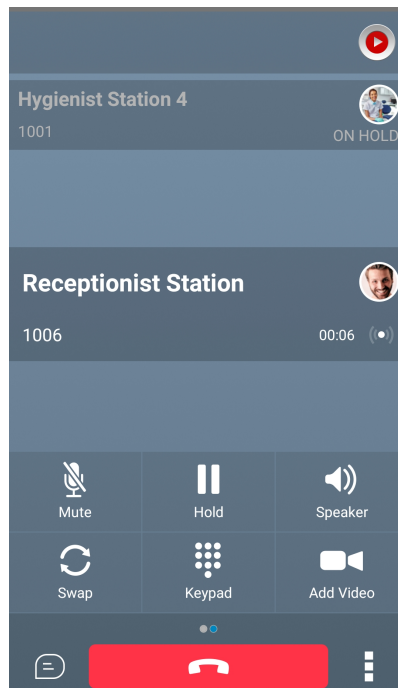 Hygienist Station 4
1001
ON HOLD
Receptionist Station
1006
00:06
Mute
Hold
Speaker
Swap
Keypad
Add Video